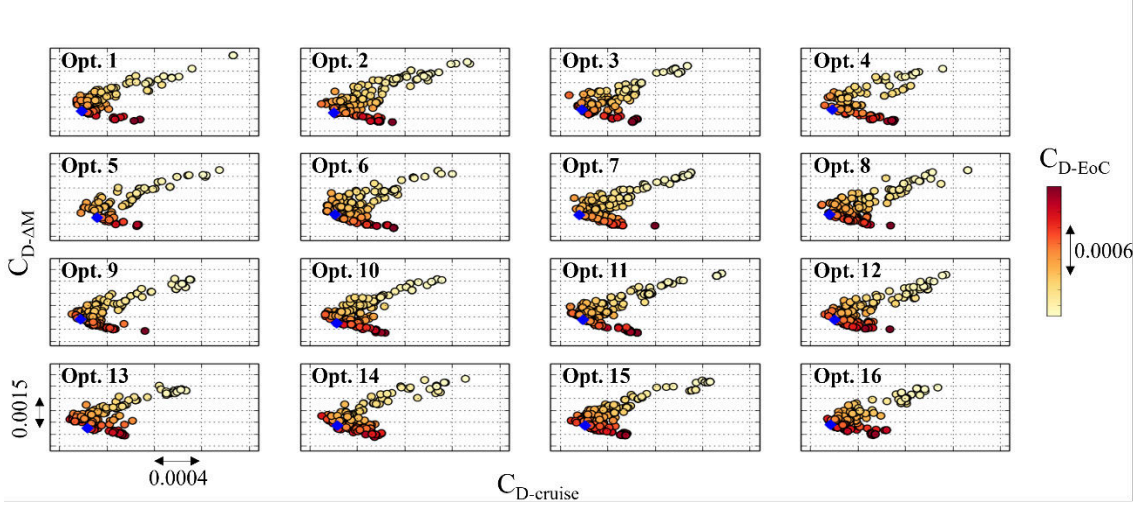 Opt. 1
Opt. 2
Opt. 3
Opt. 4
Opt. 5
Opt. 6
Opt. 7
Opt. 8
Opt. 9
Opt. 10
Opt. 11
Opt. 12
Opt. 13
Opt. 14
Opt. 15
Opt. 16
C_D-ΔM
0.0015
0.0004
C_D-cruise
C_D-EoC
0.0006